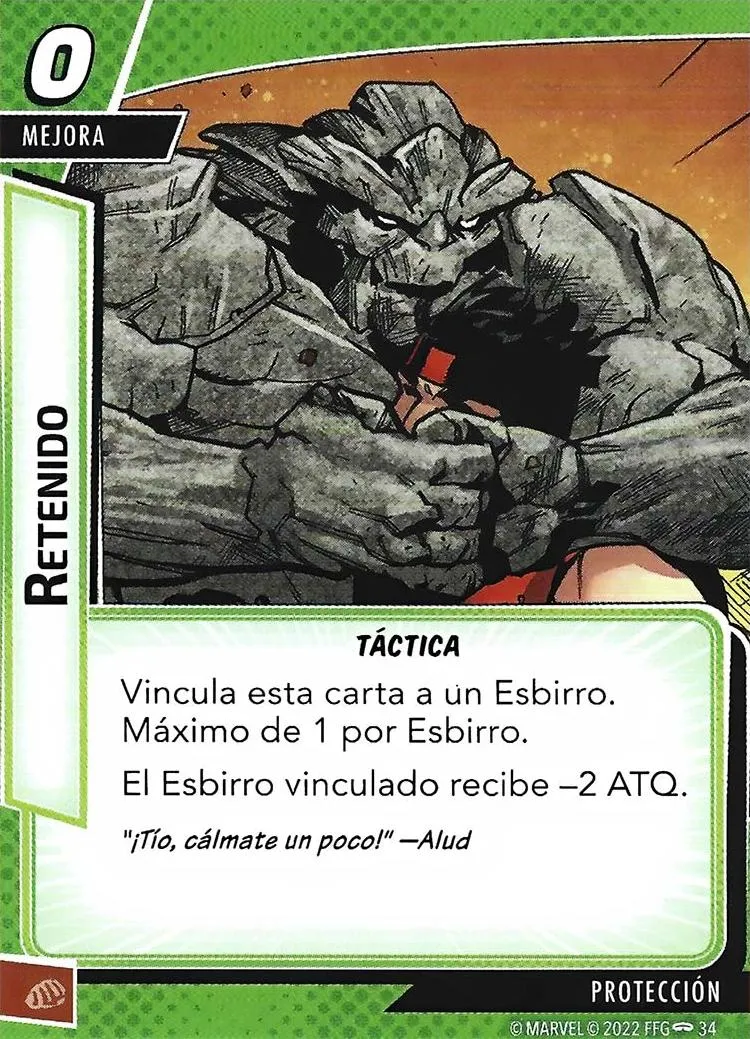 0
MEJORA
RETENIDO
TÁCTICA
Vincula esta carta a un Esbirro.
Máximo de 1 por Esbirro.
El Esbirro vinculado recibe –2 ATQ.
"¡Tío, cálmate un poco!" —Alud
PROTECCIÓN
© MARVEL © 2022 FFG 34